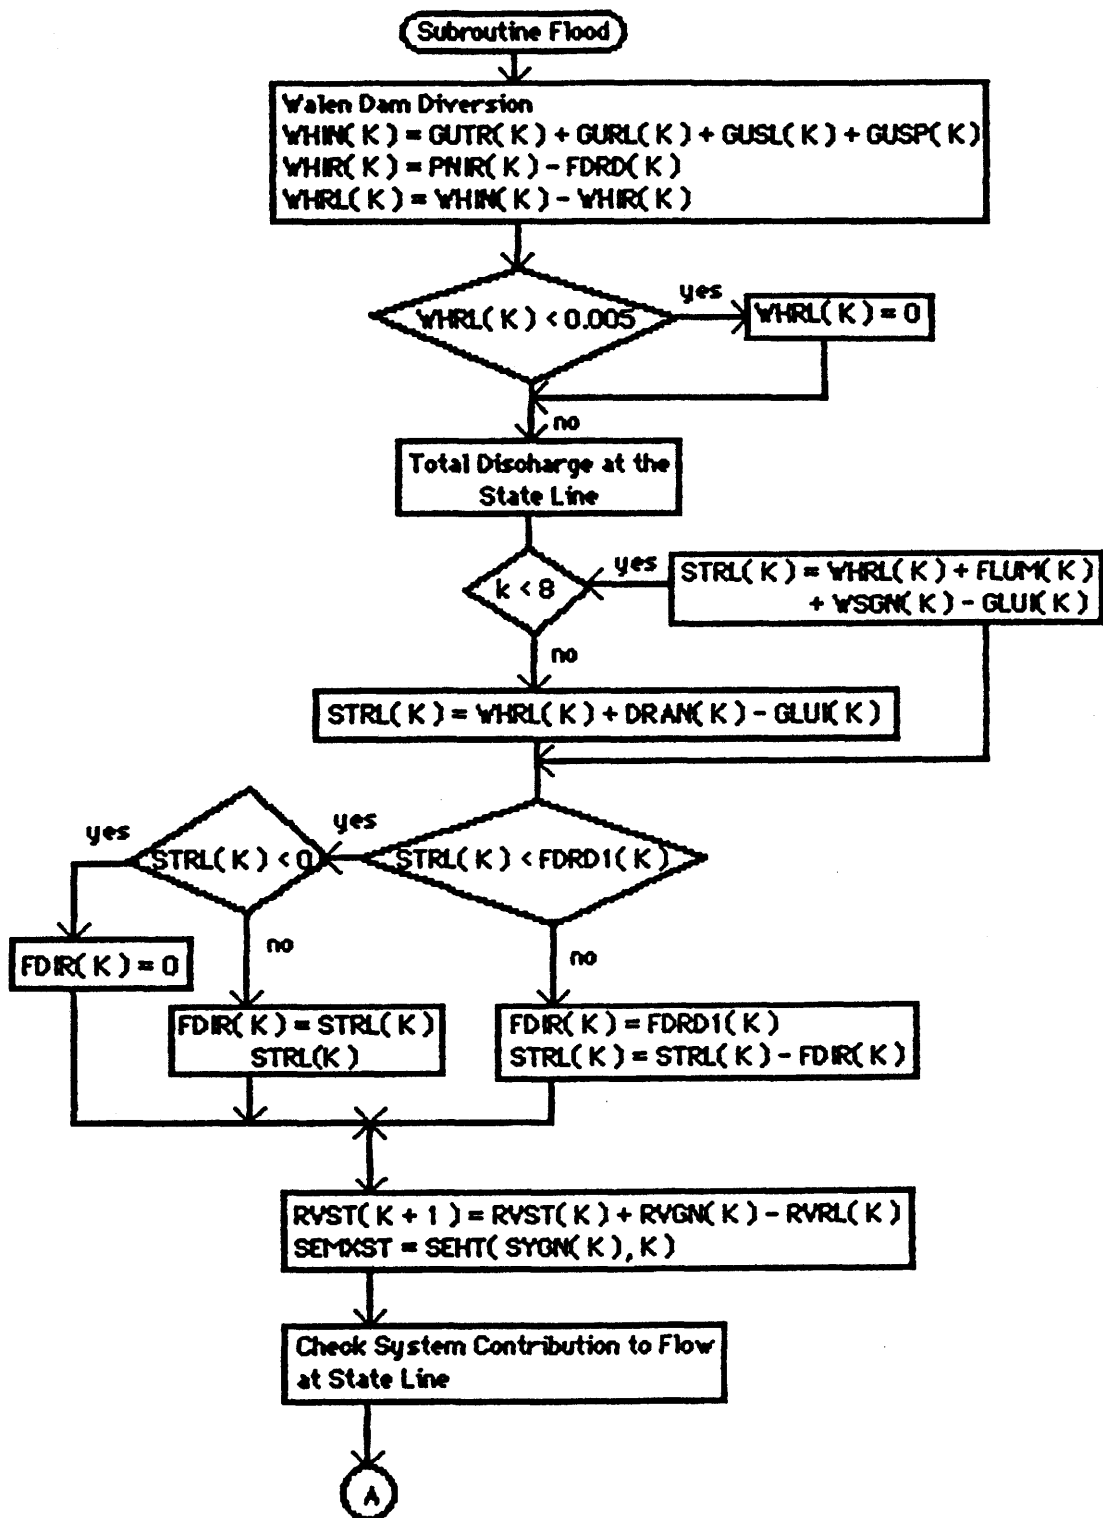 Subroutine Flood
Walen Dam Diversion
WHIN(K) = GUTR(K) + GURL(K) + GUSL(K) + GUSP(K)
WHIR(K) = PNIR(K) - FDRD(K)
WHRL(K) = WHIN(K) - WHIR(K)
WHRL(K) < 0.005
yes
WHRL(K) = 0
no
Total Discharge at the
State Line
k < 8
yes
STRL(K) = WHRL(K) + FLUM(K)
+ WSGN(K) - GLUI(K)
no
STRL(K) = WHRL(K) + DRAN(K) - GLUI(K)
yes
STRL(K) < 0
yes
STRL(K) < FDRD1(K)
no
no
FDIR(K) = 0
FDIR(K) = STRL(K)
STRL(K)
FDIR(K) = FDRD1(K)
STRL(K) = STRL(K) - FDIR(K)
RVST(K + 1) = RVST(K) + RVGN(K) - RVRL(K)
SEMXST = SEHT(SYGN(K), K)
Check System Contribution to Flow
at State Line
A